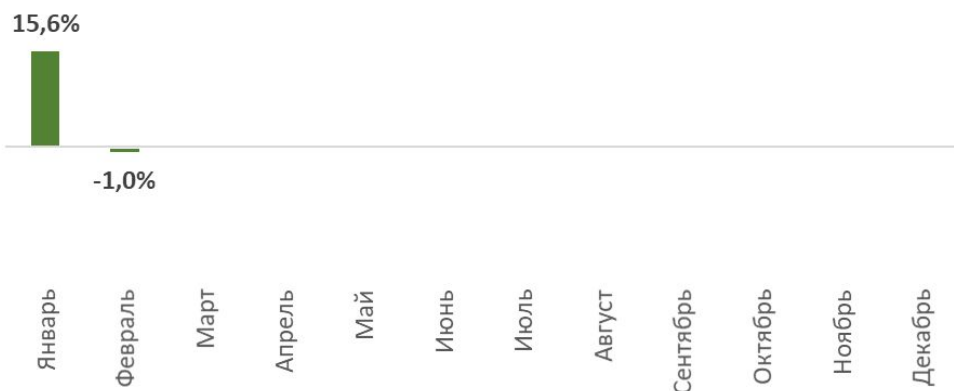 15,6%
-1,0%
Январь
Февраль
Март
Апрель
Май
Июнь
Июль
Август
Сентябрь
Октябрь
Ноябрь
Декабрь